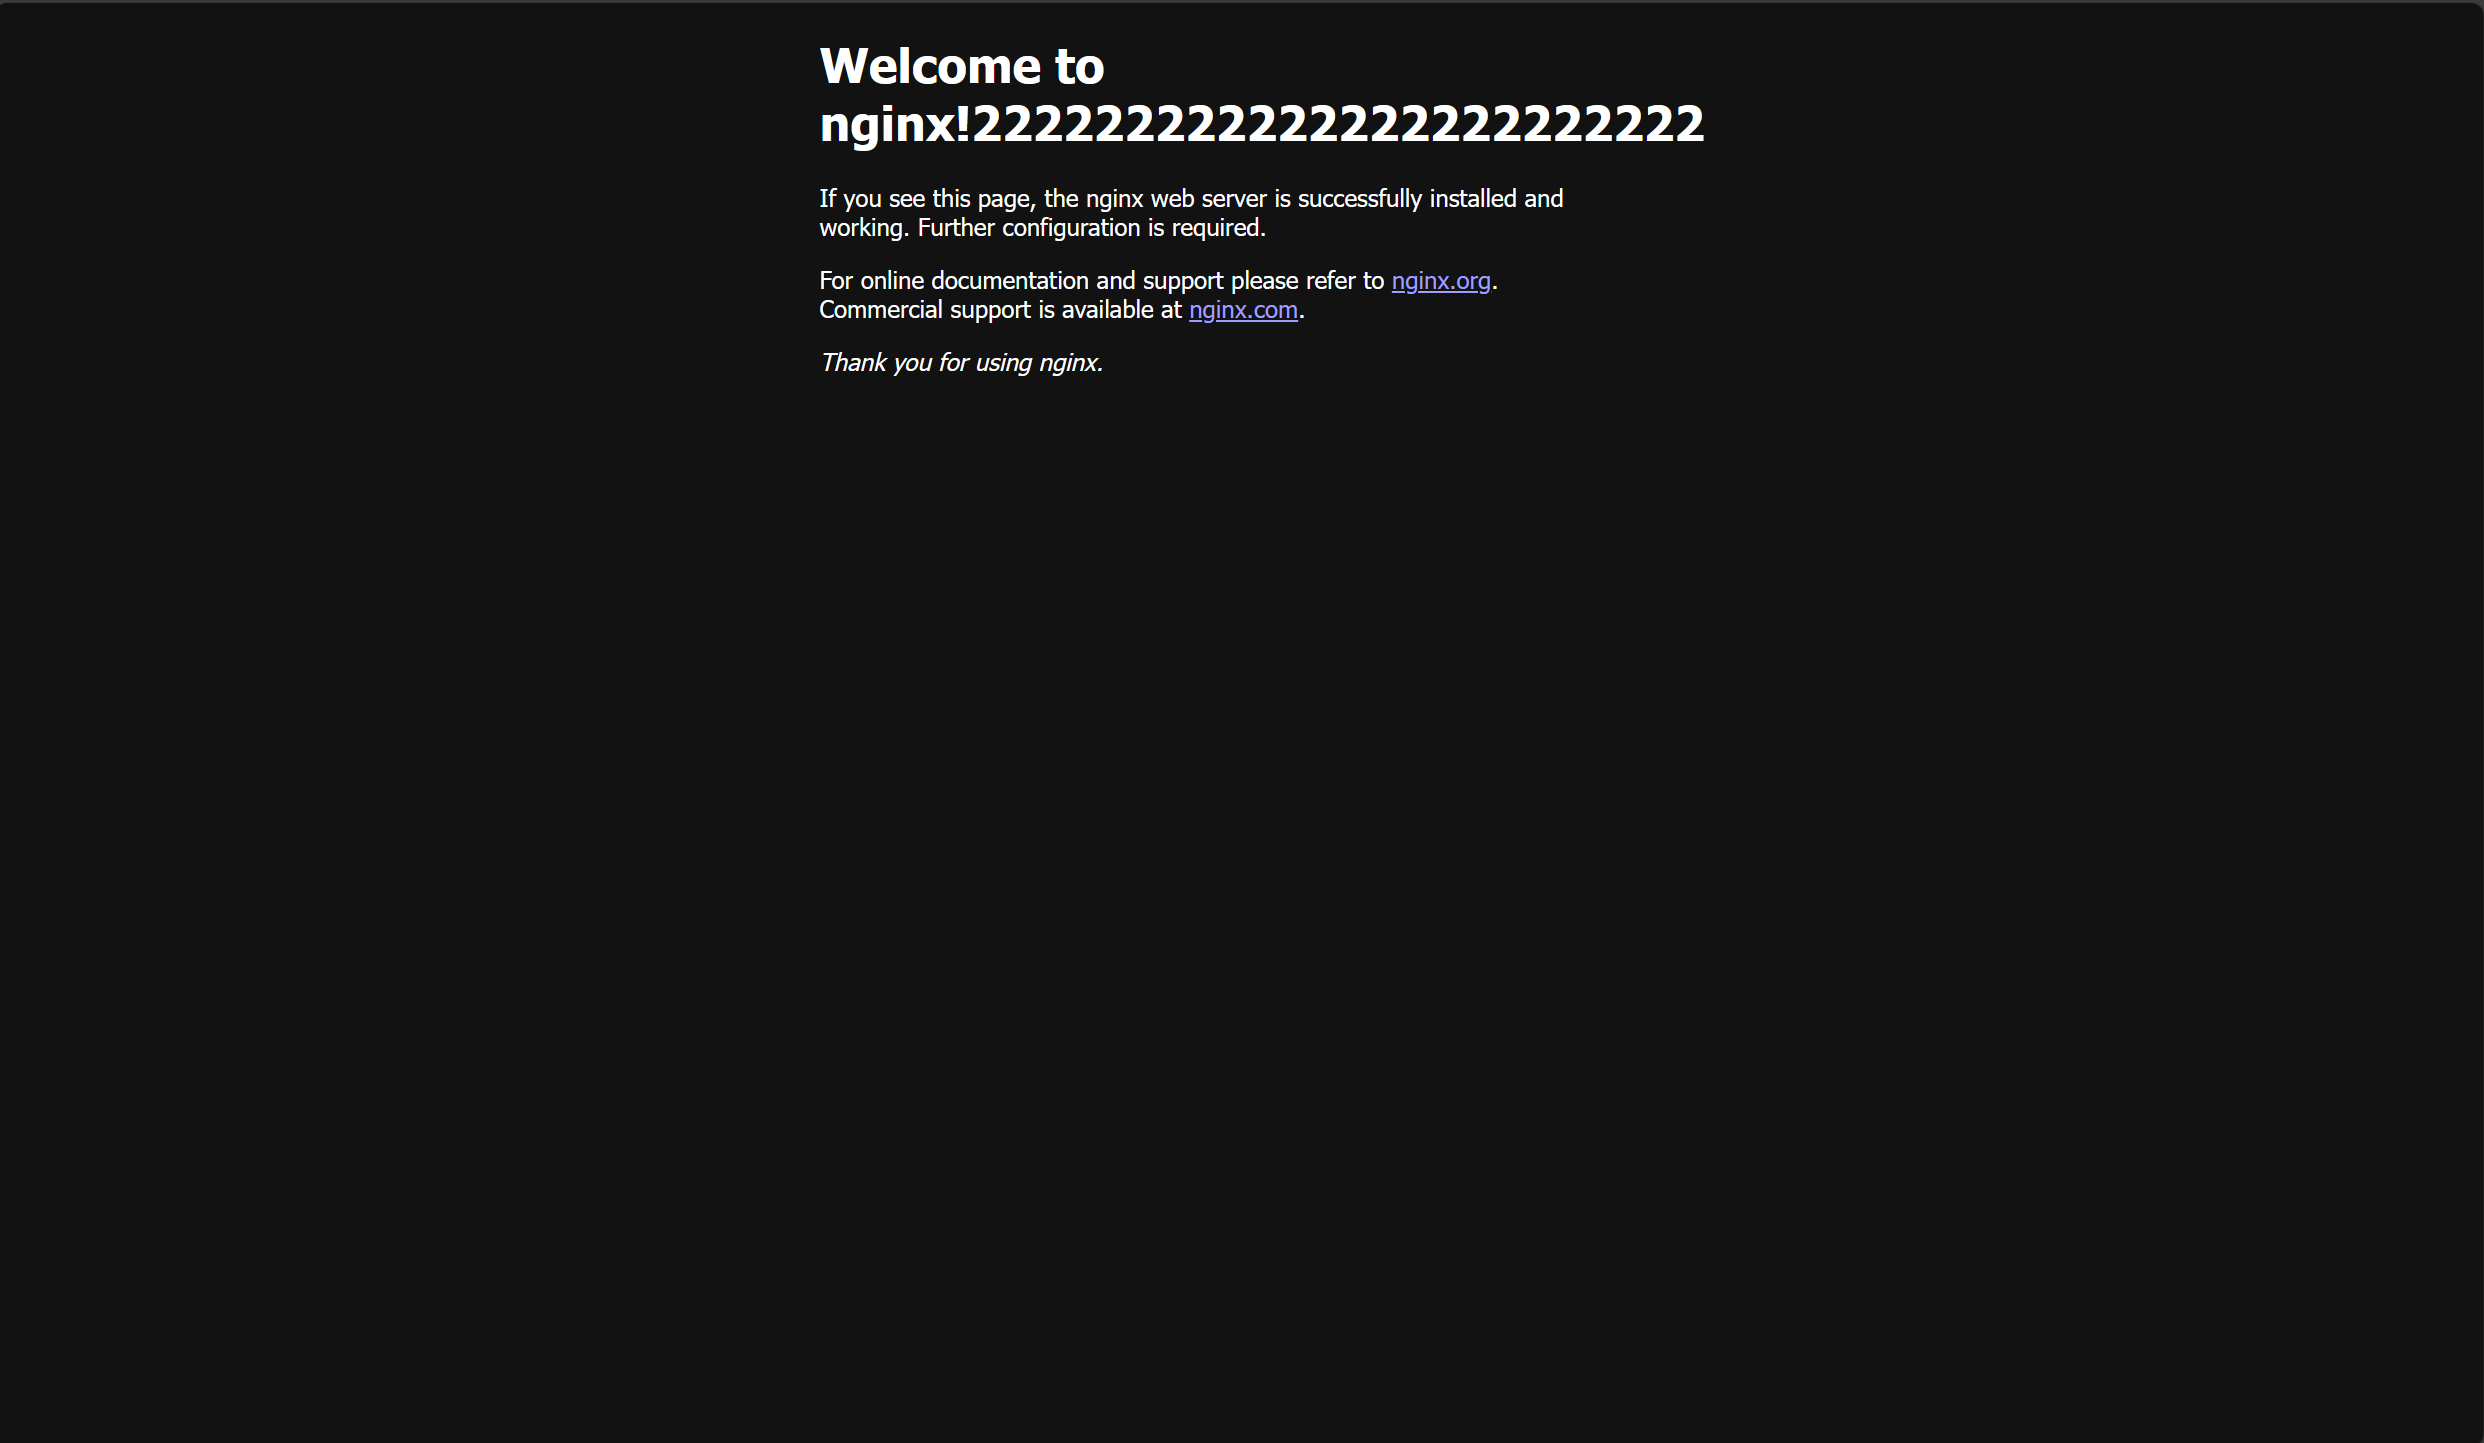 Welcome to
nginx!222222222222222222222222
If you see this page, the nginx web server is successfully installed and
working. Further configuration is required.
For online documentation and support please refer to nginx.org.
Commercial support is available at nginx.com.
Thank you for using nginx.